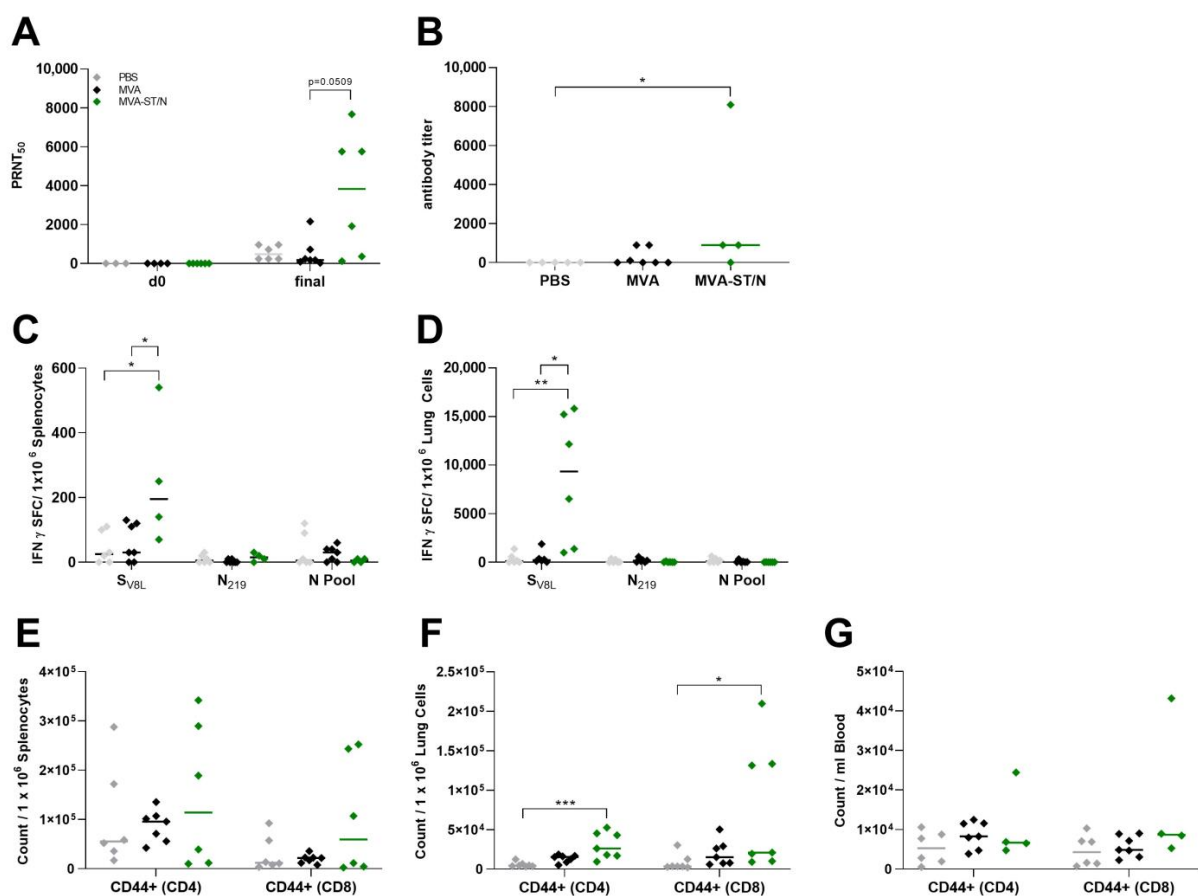 A
PRNT50
10,000
8000
6000
4000
2000
0
PBS
MVA
MVA-ST/N
p=0.0509
d0
final
B
antibody titer
10,000
8000
6000
4000
2000
0
*
PBS
MVA
MVA-ST/N
C
IFN γ SFC/ 1x10 6 Splenocytes
600
400
200
0
*
*
SV8L
N219
N Pool
D
IFN γ SFC/ 1x10 6 Lung Cells
20,000
15,000
10,000
5000
0
*
**
SV8L
N219
N Pool
E
Count / 1 x 10⁶ Splenocytes
4×10⁵
3×10⁵
2×10⁵
1×10⁵
0
CD44+ (CD4)
CD44+ (CD8)
F
Count / 1 x 10⁶ Lung Cells
2.5×10⁵
2×10⁵
1.5×10⁵
1×10⁵
5×10⁴
0
***
*
CD44+ (CD4)
CD44+ (CD8)
G
Count / ml Blood
5×10⁴
4×10⁴
3×10⁴
2×10⁴
1×10⁴
0
CD44+ (CD4)
CD44+ (CD8)